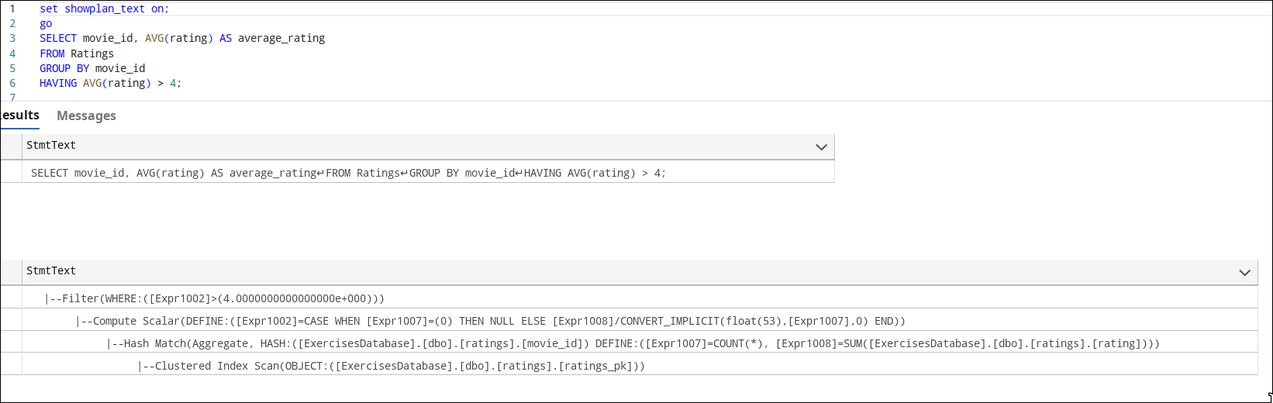 1 set showplan_text on;
2 go
3 SELECT movie_id, AVG(rating) AS average_rating
4 FROM Ratings
5 GROUP BY movie_id
6 HAVING AVG(rating) > 4;
7
esults Messages
StmtText
SELECT movie_id, AVG(rating) AS average_rating↵FROM Ratings↵GROUP BY movie_id↵HAVING AVG(rating) > 4;
StmtText
|--Filter(WHERE:([Expr1002]>(4.0000000000000000e+000)))
|--Compute Scalar(DEFINE:([Expr1002]=CASE WHEN [Expr1007]=(0) THEN NULL ELSE [Expr1008]/CONVERT_IMPLICIT(float(53),[Expr1007],0) END))
|--Hash Match(Aggregate, HASH:([ExercisesDatabase].[dbo].[ratings].[movie_id]) DEFINE:([Expr1007]=COUNT(*), [Expr1008]=SUM([ExercisesDatabase].[dbo].[ratings].[rating])))
|--Clustered Index Scan(OBJECT:([ExercisesDatabase].[dbo].[ratings].[ratings_pk]))